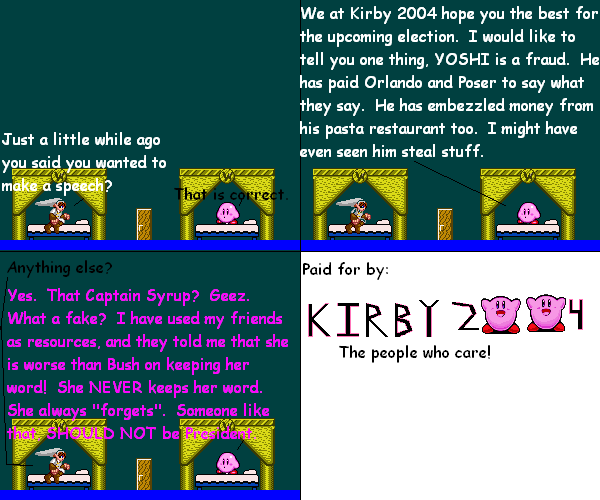 Just a little while ago
you said you wanted to
make a speech?
That is correct.
We at Kirby 2004 hope you the best for
the upcoming election. I would like to
tell you one thing, YOSHI is a fraud. He
has paid Orlando and Poser to say what
they say. He has embezzled money from
his pasta restaurant too. I might have
even seen him steal stuff.
Anything else?
Yes. That Captain Syrup? Geez.
What a fake? I have used my friends
as resources, and they told me that she
is worse than Bush on keeping her
word! She NEVER keeps her word.
She always "forgets". Someone like
that SHOULD NOT be President.
Paid for by:
KIRBY 2004
The people who care!